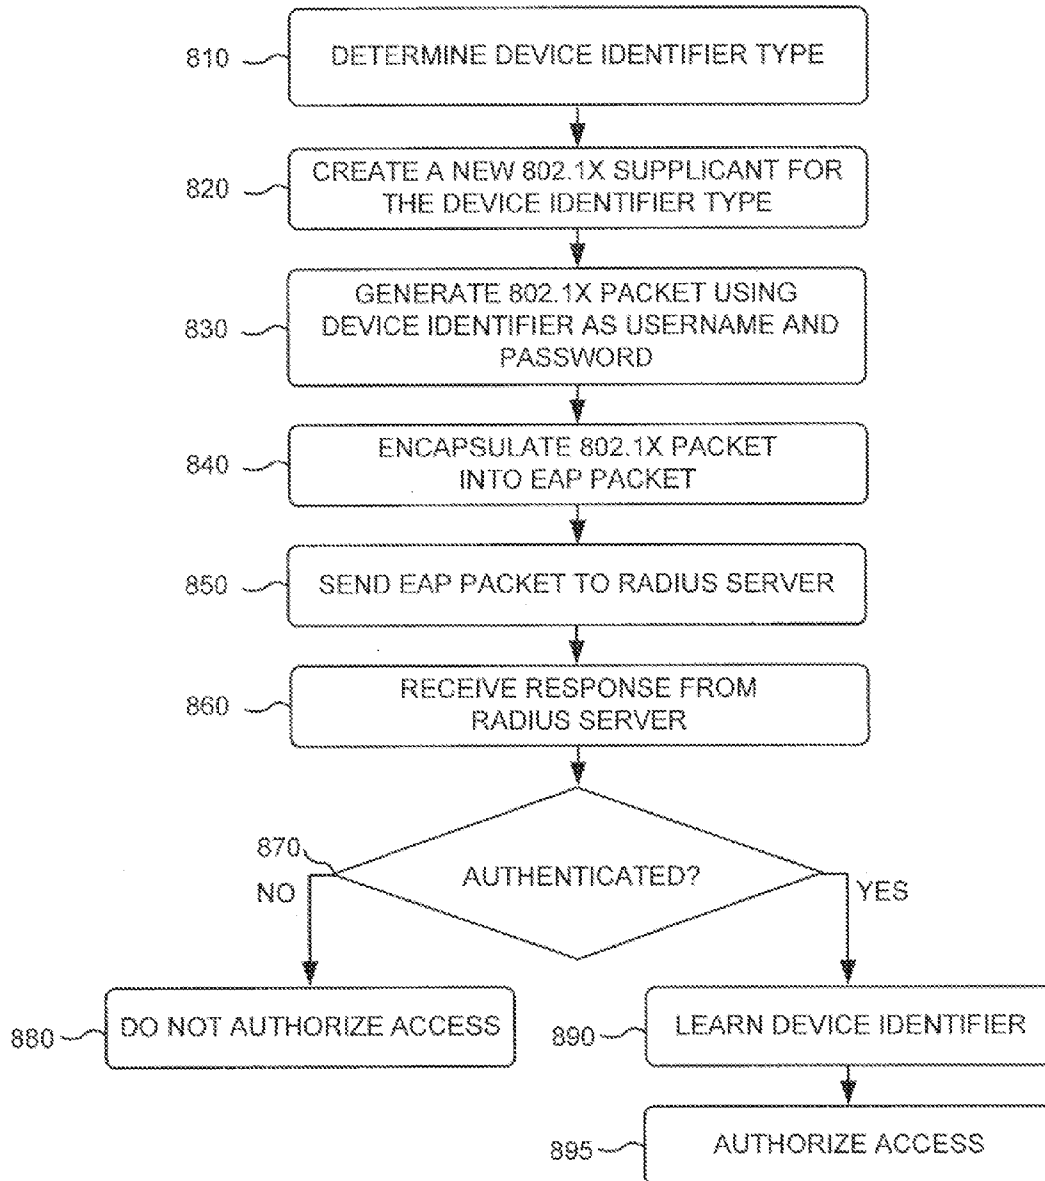 810
DETERMINE DEVICE IDENTIFIER TYPE
820
CREATE A NEW 802.1X SUPPLICANT FOR
THE DEVICE IDENTIFIER TYPE
830
GENERATE 802.1X PACKET USING
DEVICE IDENTIFIER AS USERNAME AND
PASSWORD
840
ENCAPSULATE 802.1X PACKET
INTO EAP PACKET
850
SEND EAP PACKET TO RADIUS SERVER
860
RECEIVE RESPONSE FROM
RADIUS SERVER
870
AUTHENTICATED?
NO
YES
880
DO NOT AUTHORIZE ACCESS
890
LEARN DEVICE IDENTIFIER
895
AUTHORIZE ACCESS